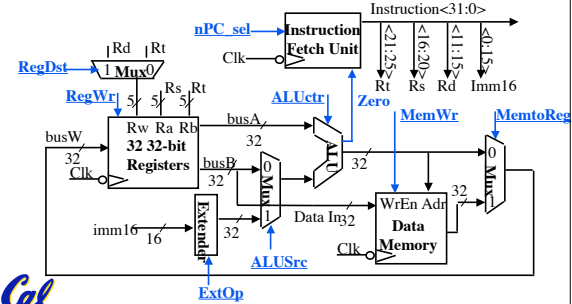 Instruction<31:0>
nPC_sel
Instruction
Fetch Unit
Clk
<21:25>
<16:20>
<11:15>
<0:15>
Rt
Rs
Rd
Imm16
Rd
Rt
RegDst
1 Mux 0
RegWr
5
5
5
Rs
Rt
ALUctr
Zero
MemWr
MemtoReg
busW
32
Rw Ra Rb
32 32-bit
Registers
Clk
busA
32
busB
32
ALU
32
0
Mux
1
0
Mux
1
Data In
32
WrEn Adr
Data
Memory
32
Clk
imm16
16
Extender
32
ALUSrc
ExtOp
Cal